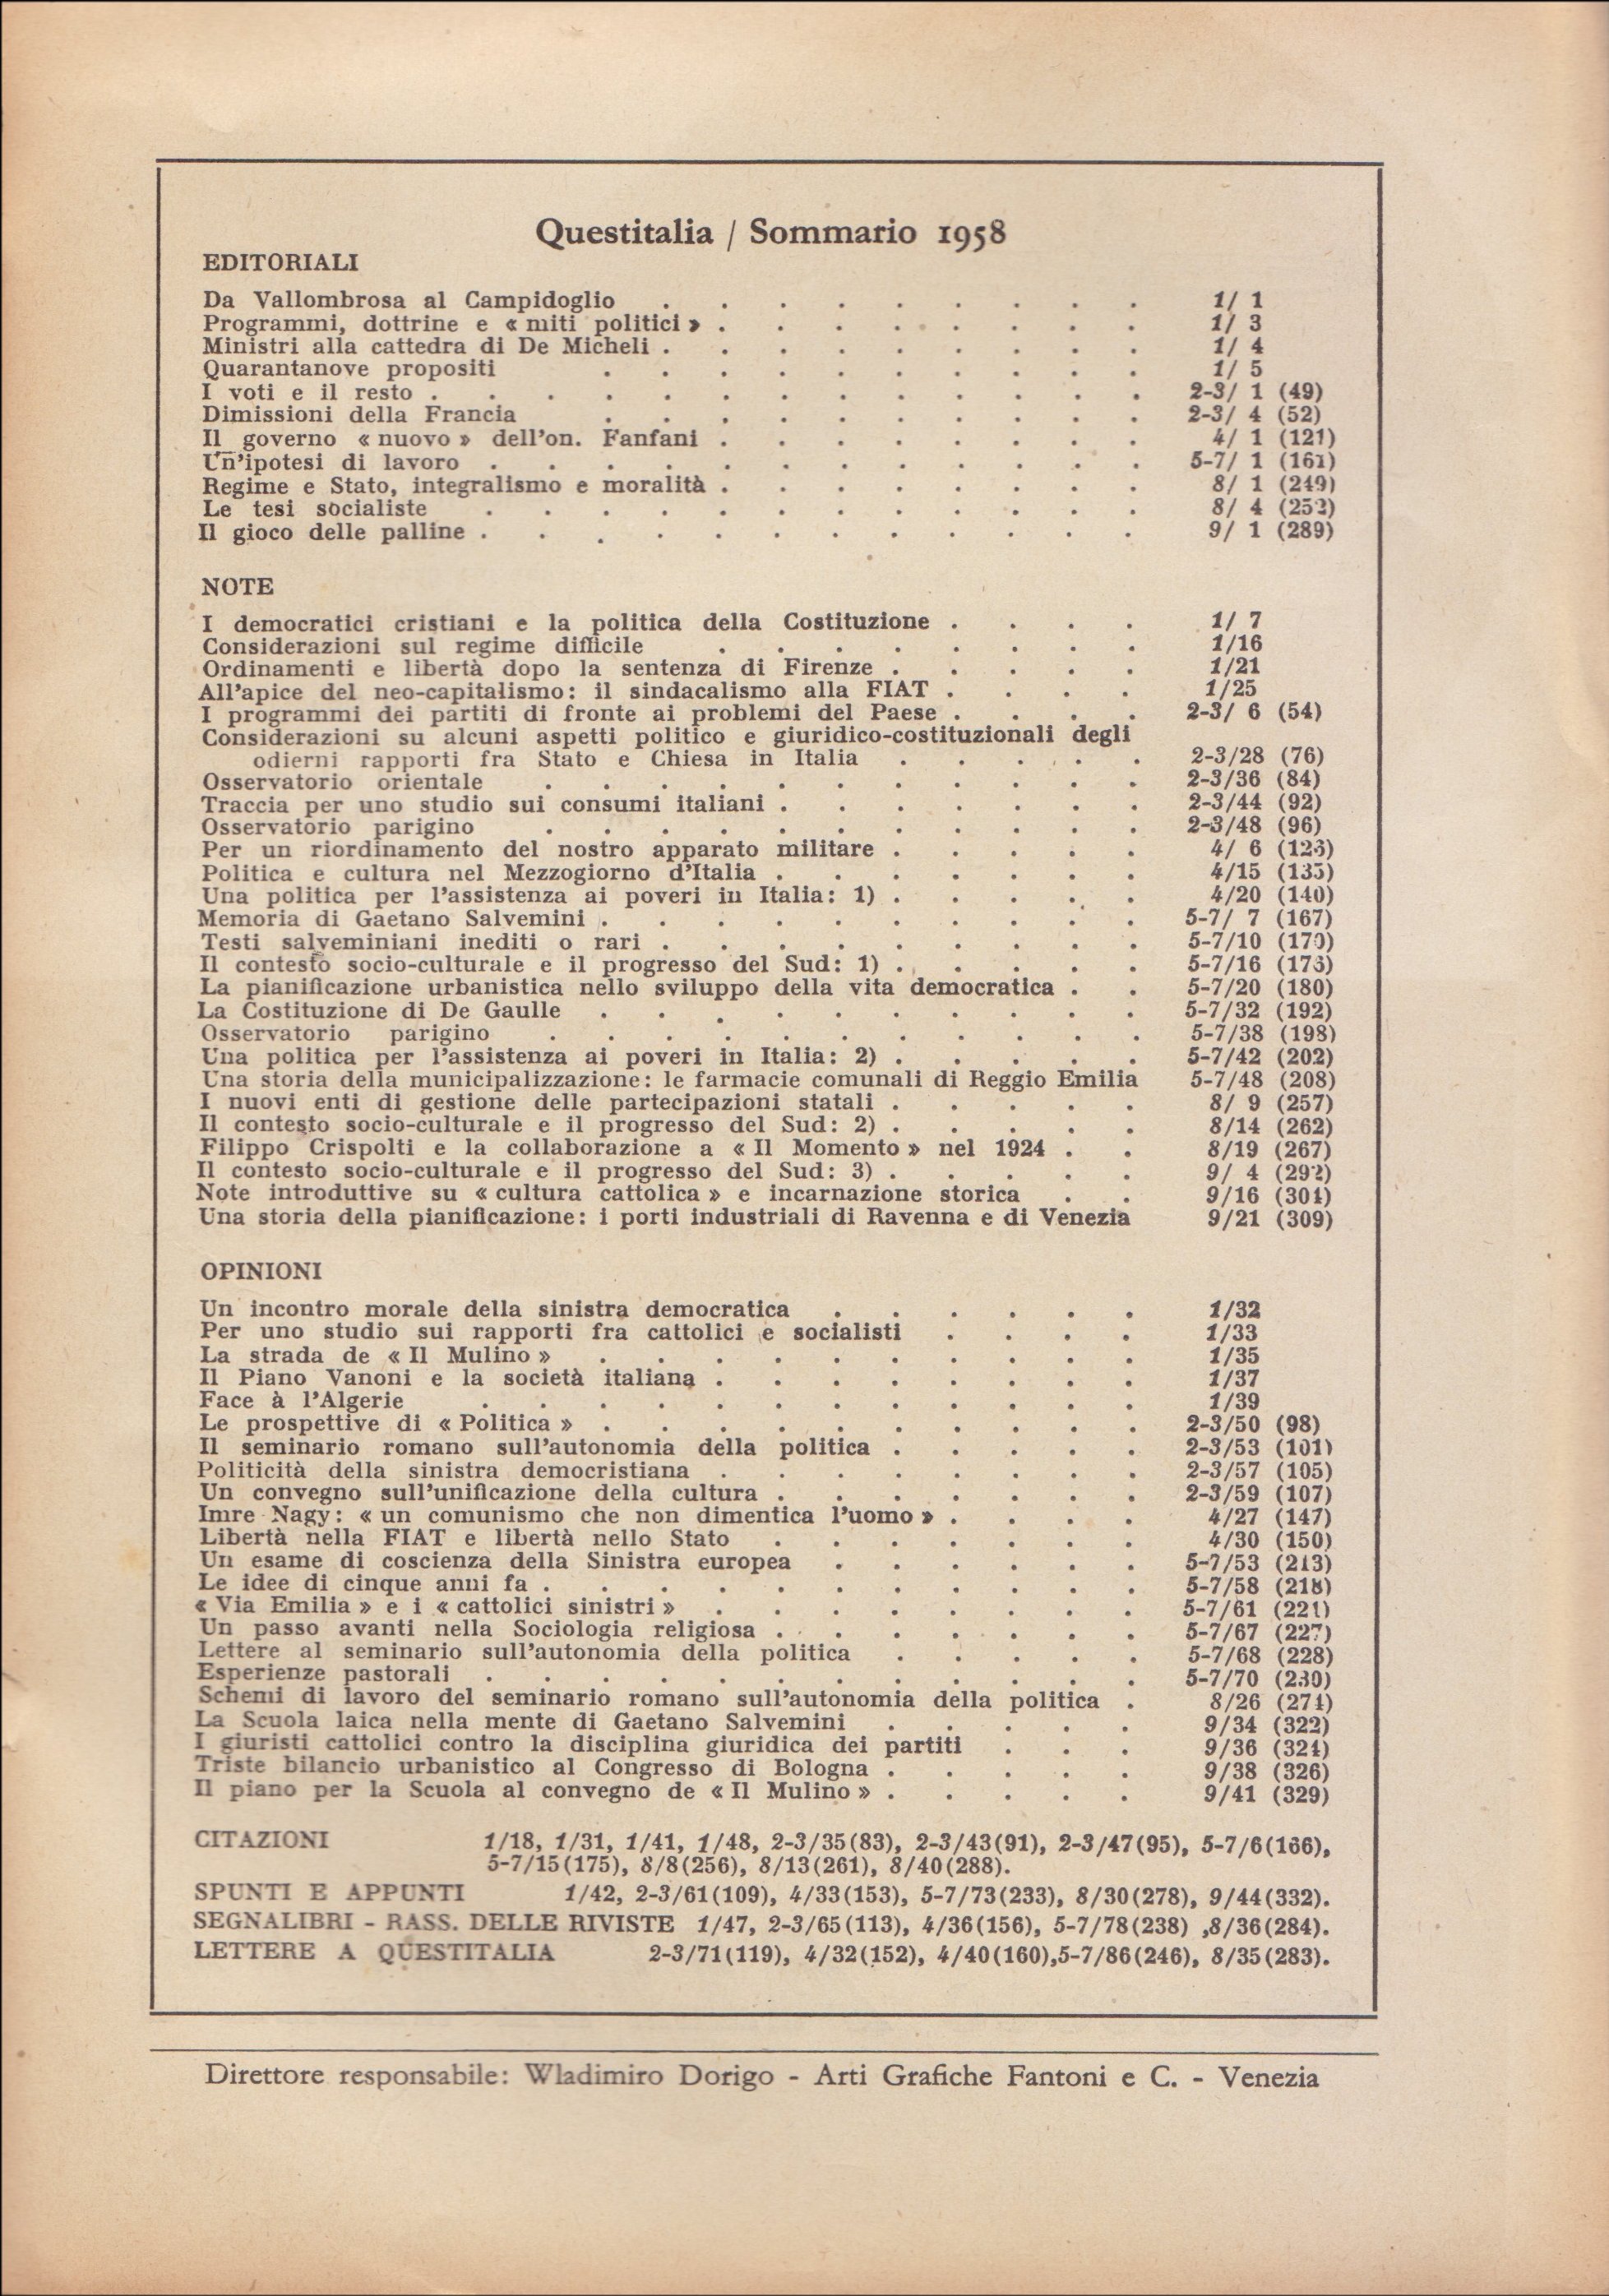 Questitalia / Sommario 1958
EDITORIALI
Da Vallombrosa al Campidoglio . . . . . . . . . 1/ 1
Programmi, dottrine e « miti politici » . . . . . . . . 1/ 3
Ministri alla cattedra di De Micheli . . . . . . . . . 1/ 4
Quarantanove propositi . . . . . . . . . . 1/ 5
I voti e il resto . . . . . . . . . . . . . 2-3/ 1 (49)
Dimissioni della Francia . . . . . . . . . . 2-3/ 4 (52)
Il governo « nuovo » dell'on. Fanfani . . . . . . . . 4/ 1 (121)
Un'ipotesi di lavoro . . . . . . . . . . . . 5-7/ 1 (161)
Regime e Stato, integralismo e moralità . . . . . . . . 8/ 1 (249)
Le tesi socialiste . . . . . . . . . . . . 8/ 4 (252)
Il gioco delle palline . . . . . . . . . . . . 9/ 1 (289)
NOTE
I democratici cristiani e la politica della Costituzione . . . . 1/ 7
Considerazioni sul regime difficile . . . . . . . . 1/16
Ordinamenti e libertà dopo la sentenza di Firenze . . . . . 1/21
All'apice del neo-capitalismo: il sindacalismo alla FIAT . . . . 1/25
I programmi dei partiti di fronte ai problemi del Paese . . . . 2-3/ 6 (54)
Considerazioni su alcuni aspetti politico e giuridico-costituzionali degli
odierni rapporti fra Stato e Chiesa in Italia . . . . . 2-3/28 (76)
Osservatorio orientale . . . . . . . . . . . 2-3/36 (84)
Traccia per uno studio sui consumi italiani . . . . . . . 2-3/44 (92)
Osservatorio parigino . . . . . . . . . . . 2-3/48 (96)
Per un riordinamento del nostro apparato militare . . . . . 4/ 6 (126)
Politica e cultura nel Mezzogiorno d'Italia . . . . . . . 4/15 (135)
Una politica per l'assistenza ai poveri in Italia: 1) . . . . . 4/20 (140)
Memoria di Gaetano Salvemini . . . . . . . . . . 5-7/ 7 (167)
Testi salveminiani inediti o rari . . . . . . . . . 5-7/10 (170)
Il contesto socio-culturale e il progresso del Sud: 1) . . . . . 5-7/16 (176)
La pianificazione urbanistica nello sviluppo della vita democratica . . 5-7/20 (180)
La Costituzione di De Gaulle . . . . . . . . . . 5-7/32 (192)
Osservatorio parigino . . . . . . . . . . . 5-7/38 (198)
Una politica per l'assistenza ai poveri in Italia: 2) . . . . . 5-7/42 (202)
Una storia della municipalizzazione: le farmacie comunali di Reggio Emilia 5-7/48 (208)
I nuovi enti di gestione delle partecipazioni statali . . . . . 8/ 9 (257)
Il contesto socio-culturale e il progresso del Sud: 2) . . . . . 8/14 (262)
Filippo Crispolti e la collaborazione a « Il Momento » nel 1924 . . 8/19 (267)
Il contesto socio-culturale e il progresso del Sud: 3) . . . . . 9/ 4 (292)
Note introduttive su « cultura cattolica » e incarnazione storica . . 9/16 (304)
Una storia della pianificazione: i porti industriali di Ravenna e di Venezia 9/21 (309)
OPINIONI
Un incontro morale della sinistra democratica . . . . . . 1/32
Per uno studio sui rapporti fra cattolici e socialisti . . . . 1/33
La strada de « Il Mulino » . . . . . . . . . . 1/35
Il Piano Vanoni e la società italiana . . . . . . . . 1/37
Face à l'Algerie . . . . . . . . . . . . 1/39
Le prospettive di « Politica » . . . . . . . . . . 2-3/50 (98)
Il seminario romano sull'autonomia della politica . . . . . 2-3/53 (101)
Politicità della sinistra democristiana . . . . . . . . 2-3/57 (105)
Un convegno sull'unificazione della cultura . . . . . . . 2-3/59 (107)
Imre Nagy: « un comunismo che non dimentica l'uomo » . . . . 4/27 (147)
Libertà nella FIAT e libertà nello Stato . . . . . . . 4/30 (150)
Un esame di coscienza della Sinistra europea . . . . . . 5-7/53 (213)
Le idee di cinque anni fa . . . . . . . . . . . 5-7/58 (218)
« Via Emilia » e i « cattolici sinistri » . . . . . . . . 5-7/61 (221)
Un passo avanti nella Sociologia religiosa . . . . . . . 5-7/67 (227)
Lettere al seminario sull'autonomia della politica . . . . . 5-7/68 (228)
Esperienze pastorali . . . . . . . . . . . . 5-7/70 (230)
Schemi di lavoro del seminario romano sull'autonomia della politica . 8/26 (274)
La Scuola laica nella mente di Gaetano Salvemini . . . . . 9/34 (322)
I giuristi cattolici contro la disciplina giuridica dei partiti . . . 9/36 (324)
Triste bilancio urbanistico al Congresso di Bologna . . . . . 9/38 (326)
Il piano per la Scuola al convegno de « Il Mulino » . . . . . 9/41 (329)
CITAZIONI 1/18, 1/31, 1/41, 1/48, 2-3/35(83), 2-3/43(91), 2-3/47(95), 5-7/6(166),
5-7/15(175), 8/8(256), 8/13(261), 8/40(288).
SPUNTI E APPUNTI 1/42, 2-3/61(109), 4/33(153), 5-7/73(233), 8/30(278), 9/44(332).
SEGNALIBRI - RASS. DELLE RIVISTE 1/47, 2-3/65(113), 4/36(156), 5-7/78(238) ,8/36(284).
LETTERE A QUESTITALIA 2-3/71(119), 4/32(152), 4/40(160),5-7/86(246), 8/35(283).
Direttore responsabile: Wladimiro Dorigo - Arti Grafiche Fantoni e C. - Venezia